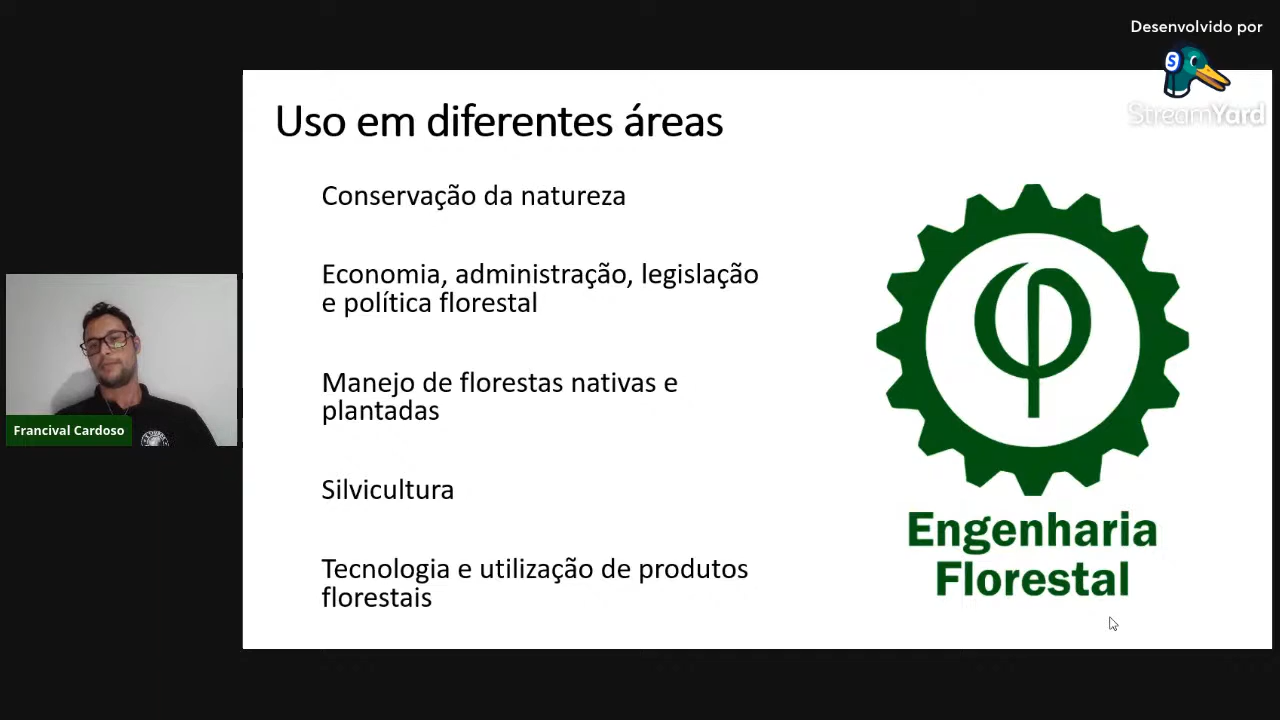 Desenvolvido por
S
StreamYard
Uso em diferentes áreas
Conservação da natureza
Economia, administração, legislação
e política florestal
Manejo de florestas nativas e
plantadas
Silvicultura
Tecnologia e utilização de produtos
florestais
Engenharia
Florestal
Francival Cardoso